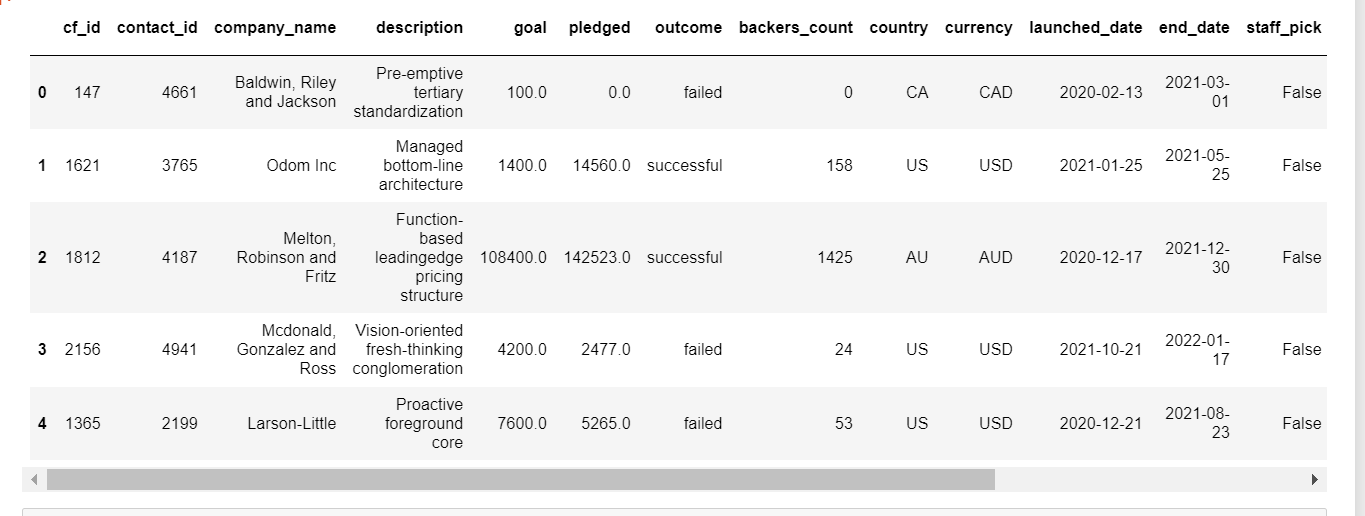 cf_id contact_id company_name description goal pledged outcome backers_count country currency launched_date end_date staff_pick
0 147 4661 Baldwin, Riley and Jackson Pre-emptive tertiary standardization 100.0 0.0 failed 0 CA CAD 2020-02-13 2021-03-01 False
1 1621 3765 Odom Inc Managed bottom-line architecture 1400.0 14560.0 successful 158 US USD 2021-01-25 2021-05-25 False
2 1812 4187 Melton, Robinson and Fritz Function-based leadingedge pricing structure 108400.0 142523.0 successful 1425 AU AUD 2020-12-17 2021-12-30 False
3 2156 4941 Mcdonald, Gonzalez and Ross Vision-oriented fresh-thinking conglomeration 4200.0 2477.0 failed 24 US USD 2021-10-21 2022-01-17 False
4 1365 2199 Larson-Little Proactive foreground core 7600.0 5265.0 failed 53 US USD 2020-12-21 2021-08-23 False